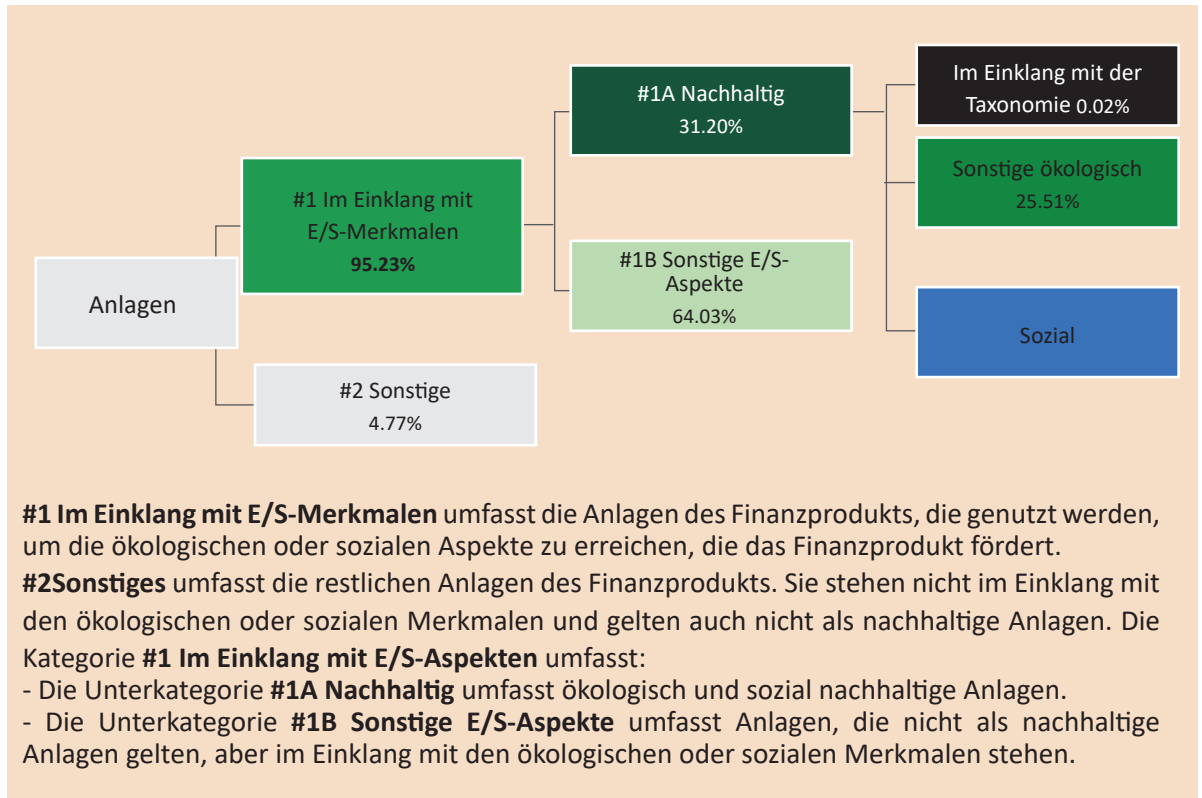 Anlagen
#1 Im Einklang mit
E/S-Merkmalen
95.23%
#2 Sonstige
4.77%
#1A Nachhaltig
31.20%
#1B Sonstige E/S-
Aspekte
64.03%
Im Einklang mit der
Taxonomie 0.02%
Sonstige ökologisch
25.51%
Sozial
#1 Im Einklang mit E/S-Merkmalen umfasst die Anlagen des Finanzprodukts, die genutzt werden,
um die ökologischen oder sozialen Aspekte zu erreichen, die das Finanzprodukt fördert.
#2Sonstiges umfasst die restlichen Anlagen des Finanzprodukts. Sie stehen nicht im Einklang mit
den ökologischen oder sozialen Merkmalen und gelten auch nicht als nachhaltige Anlagen. Die
Kategorie #1 Im Einklang mit E/S-Aspekten umfasst:
- Die Unterkategorie #1A Nachhaltig umfasst ökologisch und sozial nachhaltige Anlagen.
- Die Unterkategorie #1B Sonstige E/S-Aspekte umfasst Anlagen, die nicht als nachhaltige
Anlagen gelten, aber im Einklang mit den ökologischen oder sozialen Merkmalen stehen.